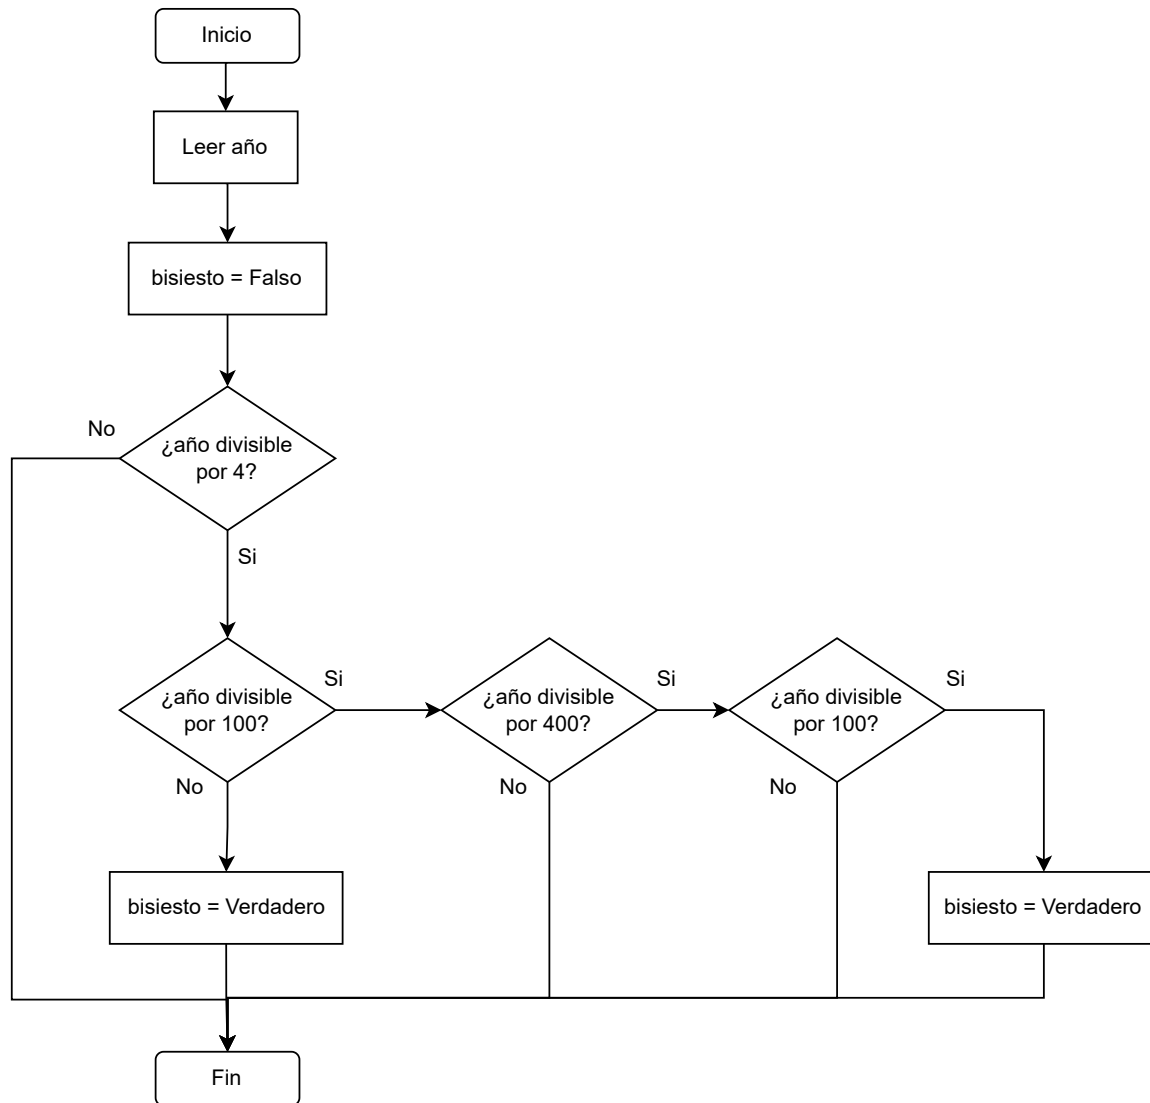 Inicio
Leer año
bisiesto = Falso
No
¿año divisible
por 4?
Si
¿año divisible
por 100?
Si
¿año divisible
por 400?
Si
¿año divisible
por 100?
Si
No
No
No
bisiesto = Verdadero
bisiesto = Verdadero
Fin